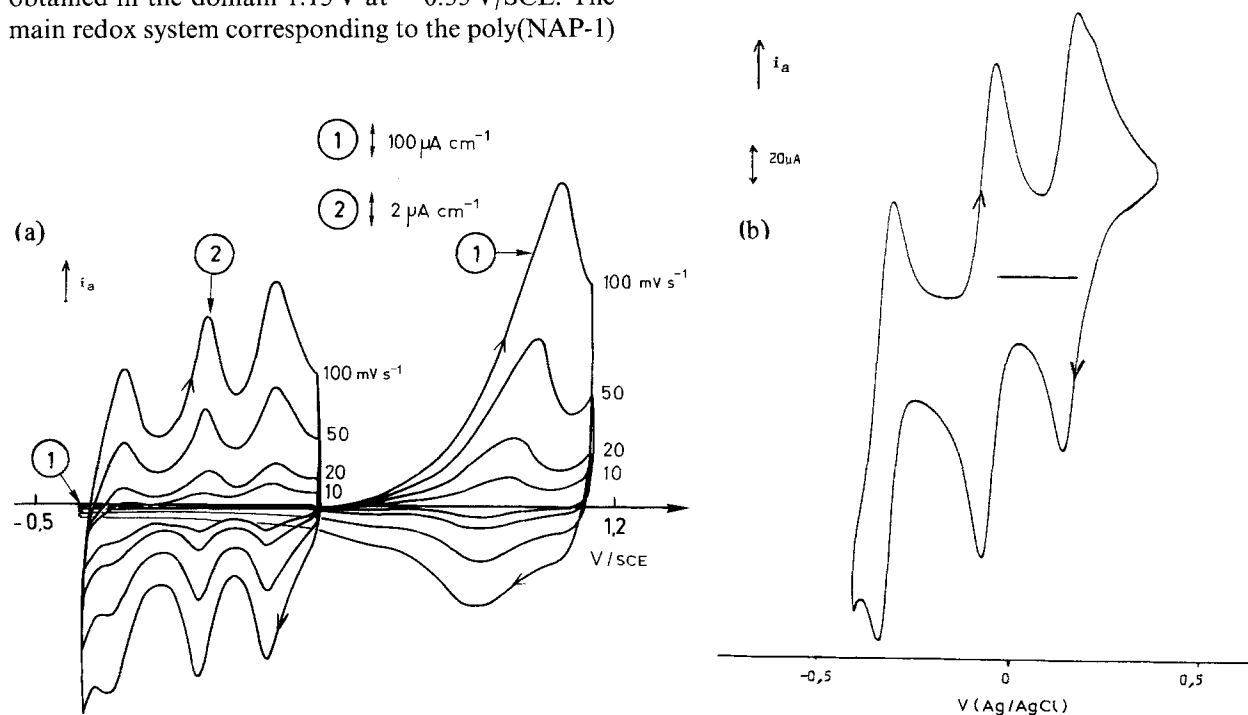 obtained in the domain 1.15 V at − 0.35 V/SCE. The
main redox system corresponding to the poly(NAP-1)
(a)
i a
1 100 μA cm⁻¹
2 2 μA cm⁻¹
2
1
100 mV s⁻¹
100 mV s⁻¹
50
20
10
50
20
10
1
-0,5
1,2
V/SCE
(b)
i a
20μA
-0,5
0
0,5
V (Ag/AgCl)